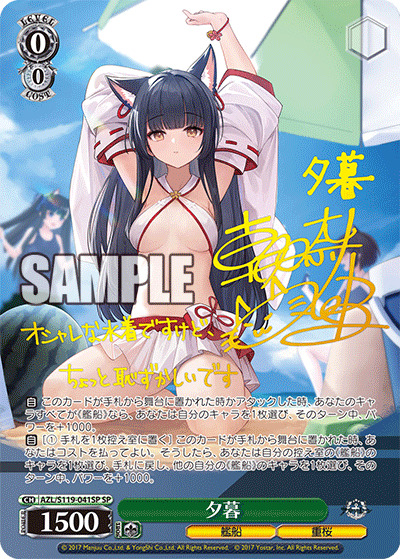 LEVEL
0
0
COST
夕暮
SAMPLE
オシャレな水着ですけど、
ちょっと恥ずかしいです
自 このカードが手札から舞台に置かれた時かアタックした時、あなたのキャ
ラすべてが《艦船》なら、あなたは自分のキャラを1枚選び、そのターン中、パ
ワーを+1000。
自 [① 手札を1枚控え室に置く] このカードが手札から舞台に置かれた時、あ
なたはコストを払ってよい。そうしたら、あなたは自分の控え室の《艦船》の
キャラを1枚選び、手札に戻し、他の自分の《艦船》のキャラを1枚選び、その
ターン中、パワーを+1000。
CH AZL/S119-041SP SP
1500
夕暮
艦船
重桜
© 2017 Manjuu Co.,Ltd. & YongShi Co.,Ltd. All Rights Reserved. © 2017 Yostar, Inc. All Rights Reserved.